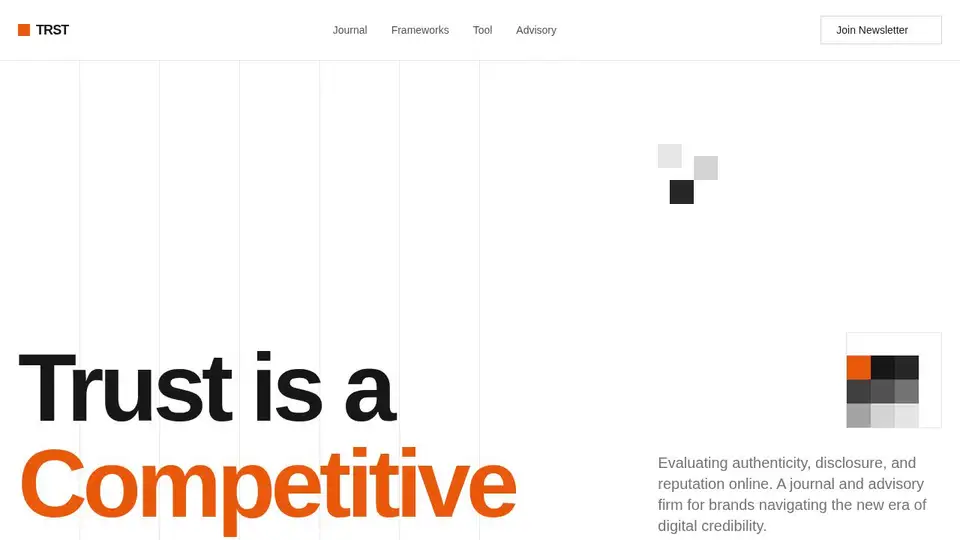 TRST
Journal
Frameworks
Tool
Advisory
Join Newsletter
Trust is a
Competitive
Evaluating authenticity, disclosure, and
reputation online. A journal and advisory
firm for brands navigating the new era of
digital credibility.